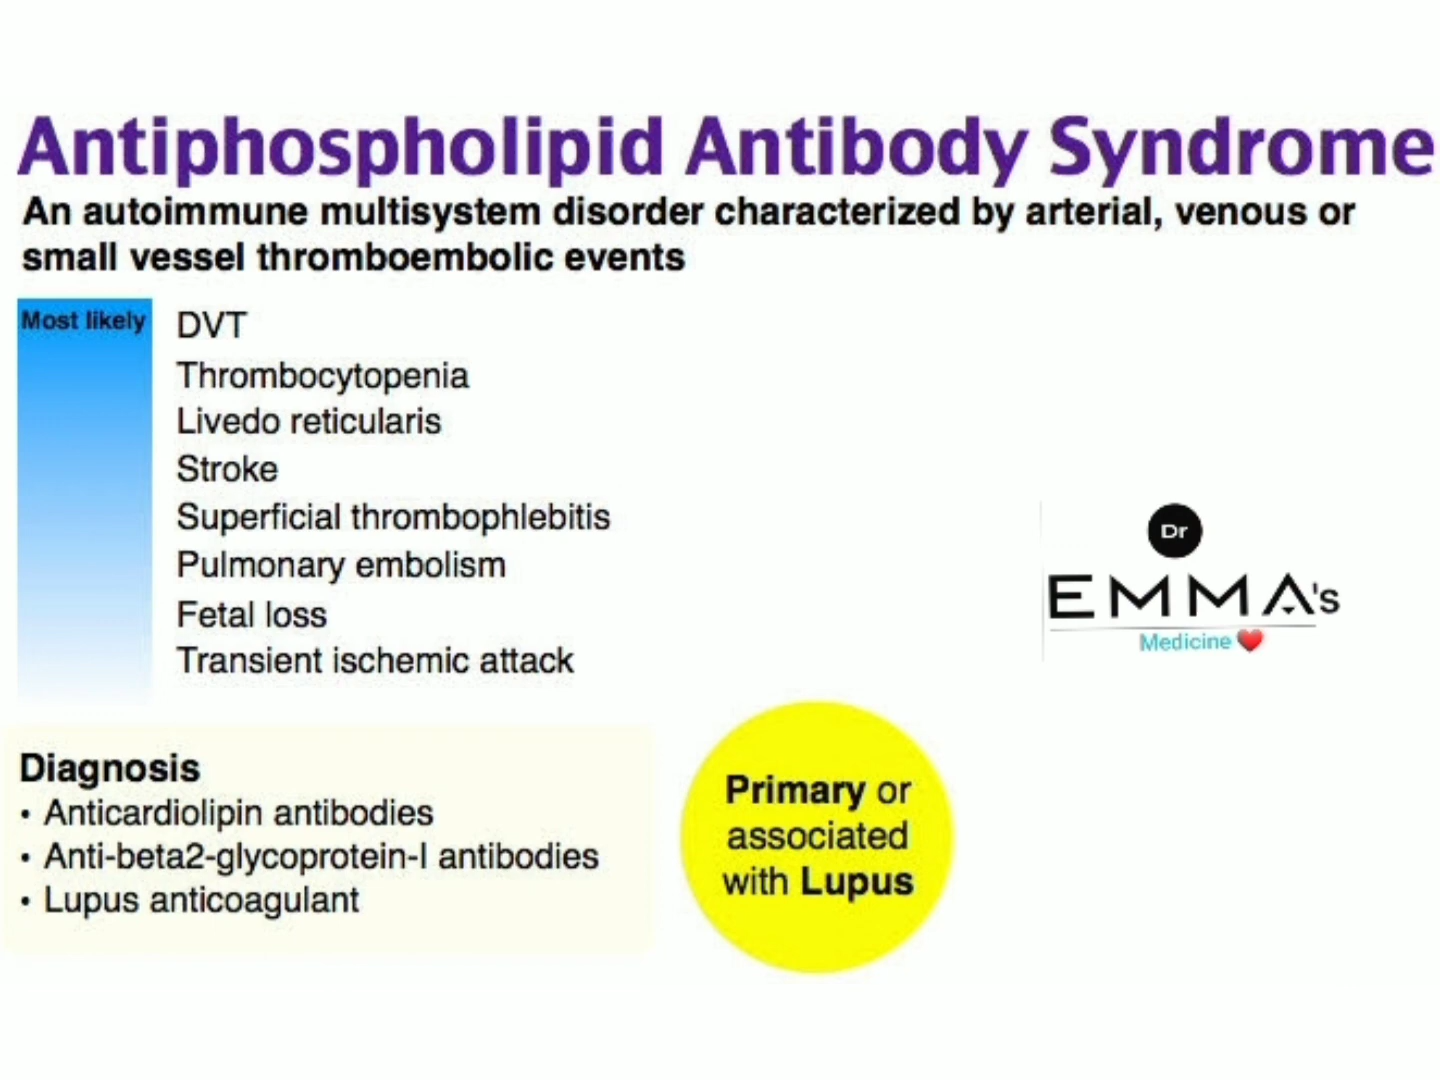 Antiphospholipid Antibody Syndrome
An autoimmune multisystem disorder characterized by arterial, venous or
small vessel thromboembolic events
Most likely
DVT
Thrombocytopenia
Livedo reticularis
Stroke
Superficial thrombophlebitis
Pulmonary embolism
Fetal loss
Transient ischemic attack
Dr
EMMA's
Medicine
Diagnosis
• Anticardiolipin antibodies
• Anti-beta2-glycoprotein-I antibodies
• Lupus anticoagulant
Primary or
associated
with Lupus